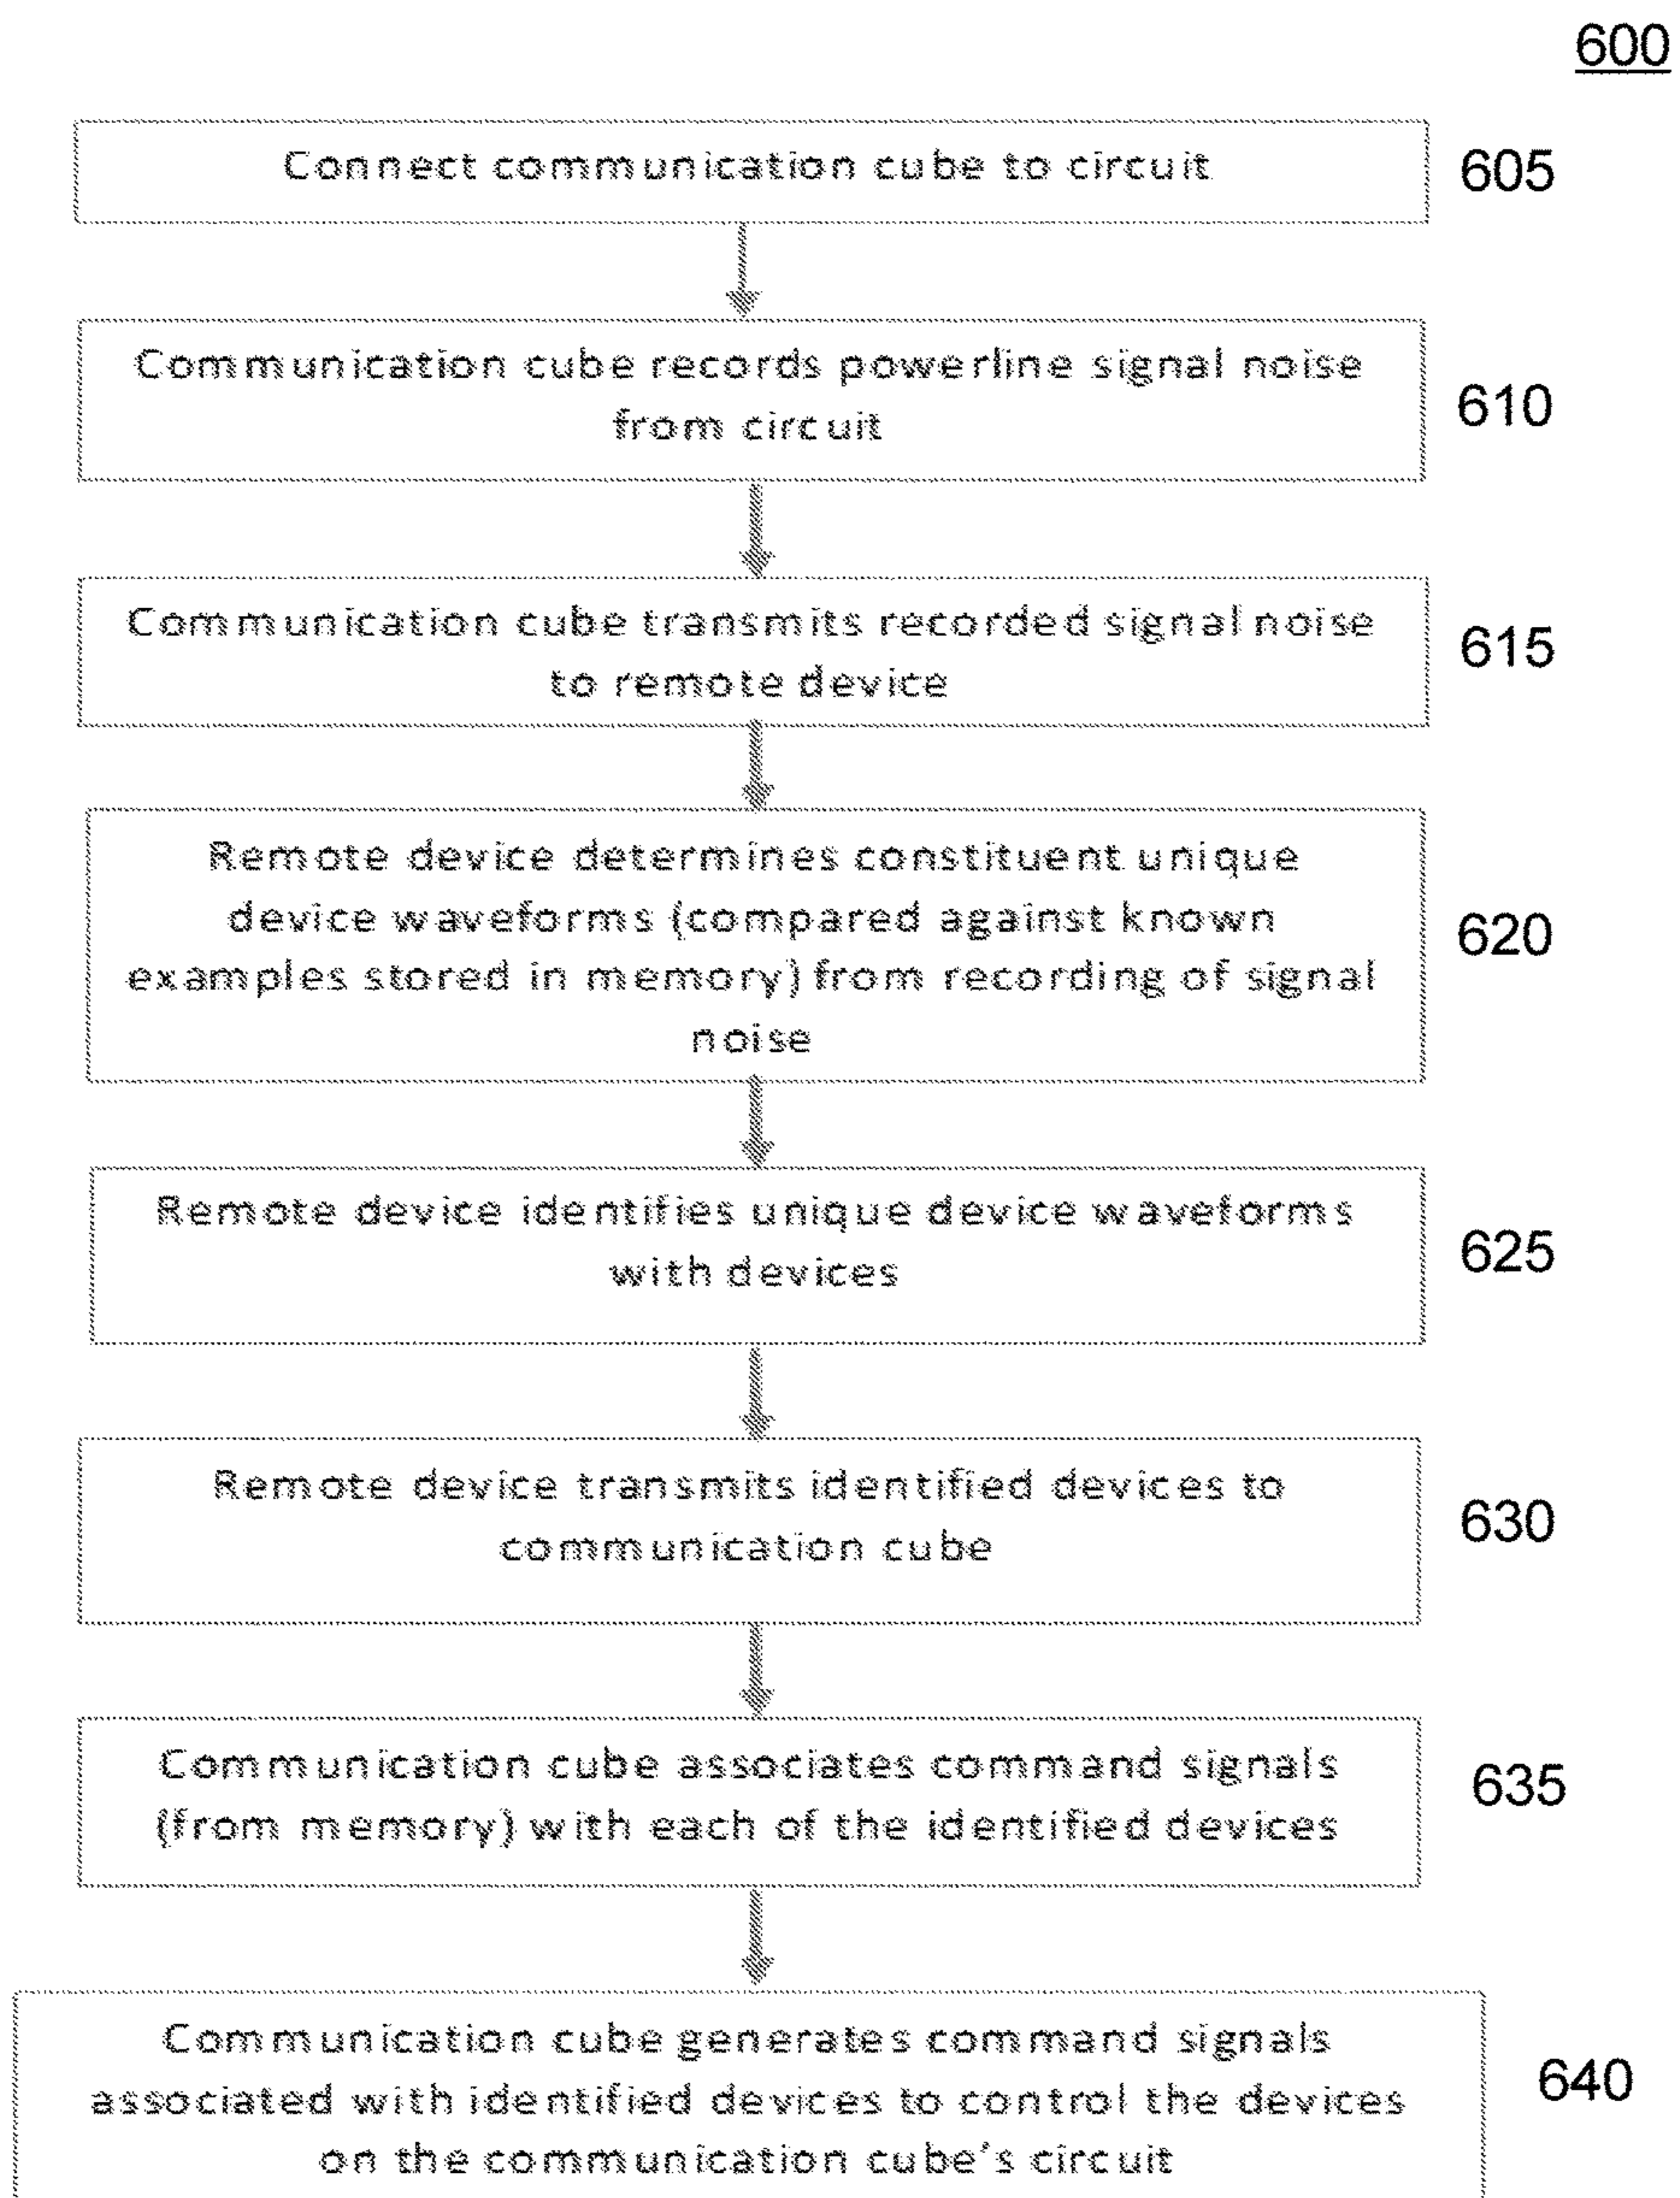 600
Connect communication cube to circuit
605
Communication cube records powerline signal noise
from circuit
610
Communication cube transmits recorded signal noise
to remote device
615
Remote device determines constituent unique
device waveforms (compared against known
examples stored in memory) from recording of signal
noise
620
Remote device identifies unique device waveforms
with devices
625
Remote device transmits identified devices to
communication cube
630
Communication cube associates command signals
(from memory) with each of the identified devices
635
Communication cube generates command signals
associated with identified devices to control the devices
on the communication cube's circuit
640